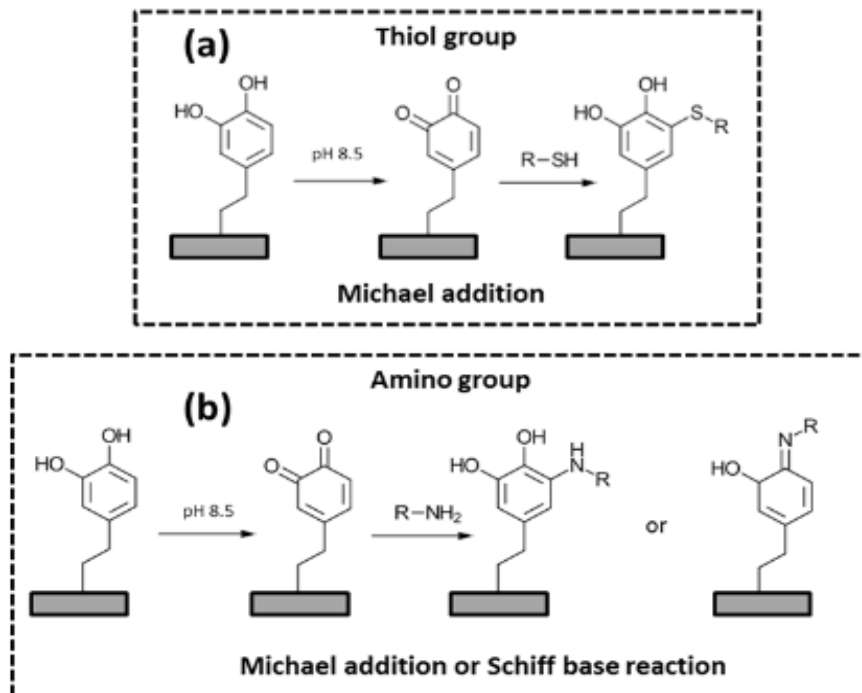 (a)
Thiol group
OH
HO
pH 8.5
O
O
R-SH
OH
HO
S
R
Michael addition
Amino group
(b)
OH
HO
pH 8.5
O
O
R-NH2
OH
HO
H
N
R
or
R
N
HO
Michael addition or Schiff base reaction